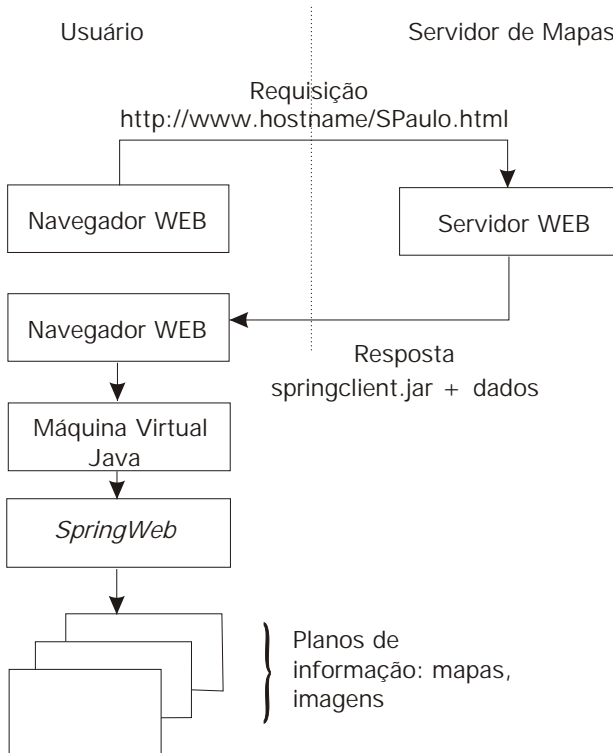 Usuário
Servidor de Mapas
Requisição
http://www.hostname/SPaulo.html
Navegador WEB
Servidor WEB
Navegador WEB
Resposta
springclient.jar + dados
Máquina Virtual
Java
SpringWeb
Planos de
informação: mapas,
imagens